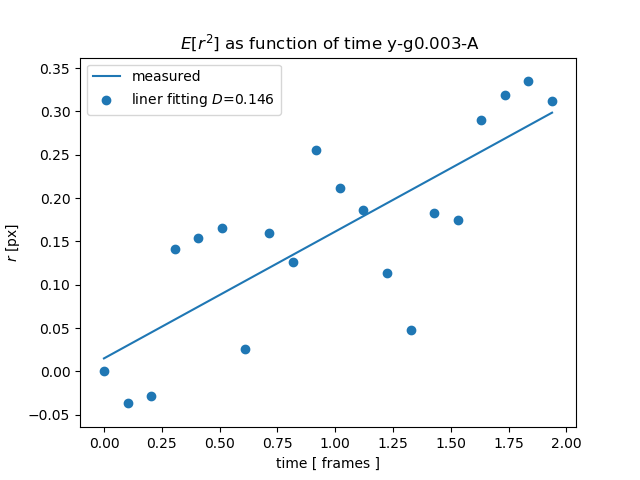 E[r²] as function of time y-g0.003-A
measured
liner fitting D=0.146
0.35
0.30
0.25
0.20
0.15
0.10
0.05
0.00
−0.05
r [px]
0.00 0.25 0.50 0.75 1.00 1.25 1.50 1.75 2.00
time [ frames ]